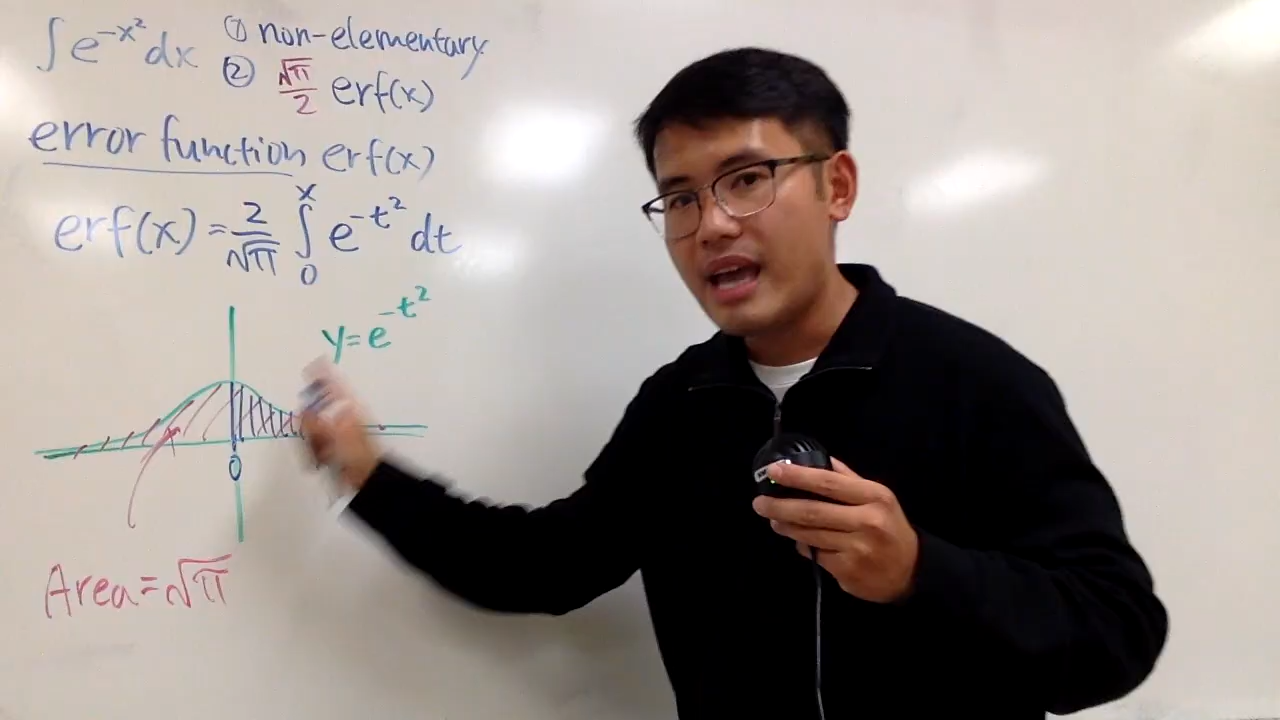 ∫e^{-x²}dx ① non-elementary
② √π/2 erf(x)
error function erf(x)
erf(x) = 2/√π ∫₀ˣ e^{-t²} dt
y=e^{-t²}
0
Area=√π